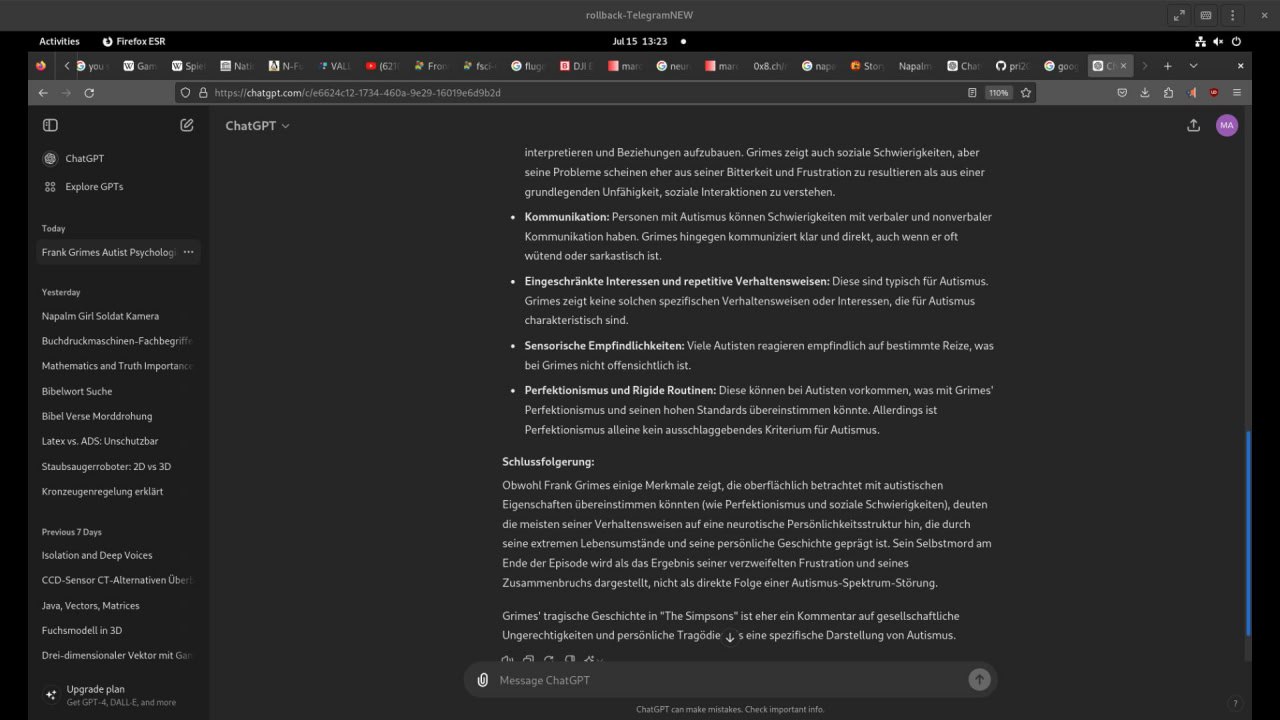 rollback-TelegramNEW
Activities Firefox ESR Jul 15 13:23
you Gam Spiel Natio N-Fu VALL (621 Fron fsci- fluge DJI E marc neur marc 0x8.ch/ napa Story Napalm Chat pri20 goog Ch
https://chatgpt.com/c/e6624c12-1734-460a-9e29-16019e6d9b2d 110%
ChatGPT MA
ChatGPT
Explore GPTs
Today
Frank Grimes Autist Psychologi
Yesterday
Napalm Girl Soldat Kamera
Buchdruckmaschinen-Fachbegriffe
Mathematics and Truth Importance
Bibelwort Suche
Bibel Verse Morddrohung
Latex vs. ADS: Unschutzbar
Staubsaugerroboter: 2D vs 3D
Kronzeugenregelung erklärt
Previous 7 Days
Isolation and Deep Voices
CCD-Sensor CT-Alternativen Überb
Java, Vectors, Matrices
Fuchsmodell in 3D
Drei-dimensionaler Vektor mit Gan
Upgrade plan
Get GPT-4, DALL-E, and more
interpretieren und Beziehungen aufzubauen. Grimes zeigt auch soziale Schwierigkeiten, aber
seine Probleme scheinen eher aus seiner Bitterkeit und Frustration zu resultieren als aus einer
grundlegenden Unfähigkeit, soziale Interaktionen zu verstehen.
• Kommunikation: Personen mit Autismus können Schwierigkeiten mit verbaler und nonverbaler
Kommunikation haben. Grimes hingegen kommuniziert klar und direkt, auch wenn er oft
wütend oder sarkastisch ist.
• Eingeschränkte Interessen und repetitive Verhaltensweisen: Diese sind typisch für Autismus.
Grimes zeigt keine solchen spezifischen Verhaltensweisen oder Interessen, die für Autismus
charakteristisch sind.
• Sensorische Empfindlichkeiten: Viele Autisten reagieren empfindlich auf bestimmte Reize, was
bei Grimes nicht offensichtlich ist.
• Perfektionismus und Rigide Routinen: Diese können bei Autisten vorkommen, was mit Grimes'
Perfektionismus und seinen hohen Standards übereinstimmen könnte. Allerdings ist
Perfektionismus alleine kein ausschlaggebendes Kriterium für Autismus.
Schlussfolgerung:
Obwohl Frank Grimes einige Merkmale zeigt, die oberflächlich betrachtet mit autistischen
Eigenschaften übereinstimmen könnten (wie Perfektionismus und soziale Schwierigkeiten), deuten
die meisten seiner Verhaltensweisen auf eine neurotische Persönlichkeitsstruktur hin, die durch
seine extremen Lebensumstände und seine persönliche Geschichte geprägt ist. Sein Selbstmord am
Ende der Episode wird als das Ergebnis seiner verzweifelten Frustration und seines
Zusammenbruchs dargestellt, nicht als direkte Folge einer Autismus-Spektrum-Störung.
Grimes' tragische Geschichte in "The Simpsons" ist eher ein Kommentar auf gesellschaftliche
Ungerechtigkeiten und persönliche Tragödie s eine spezifische Darstellung von Autismus.
Message ChatGPT
ChatGPT can make mistakes. Check important info.
?